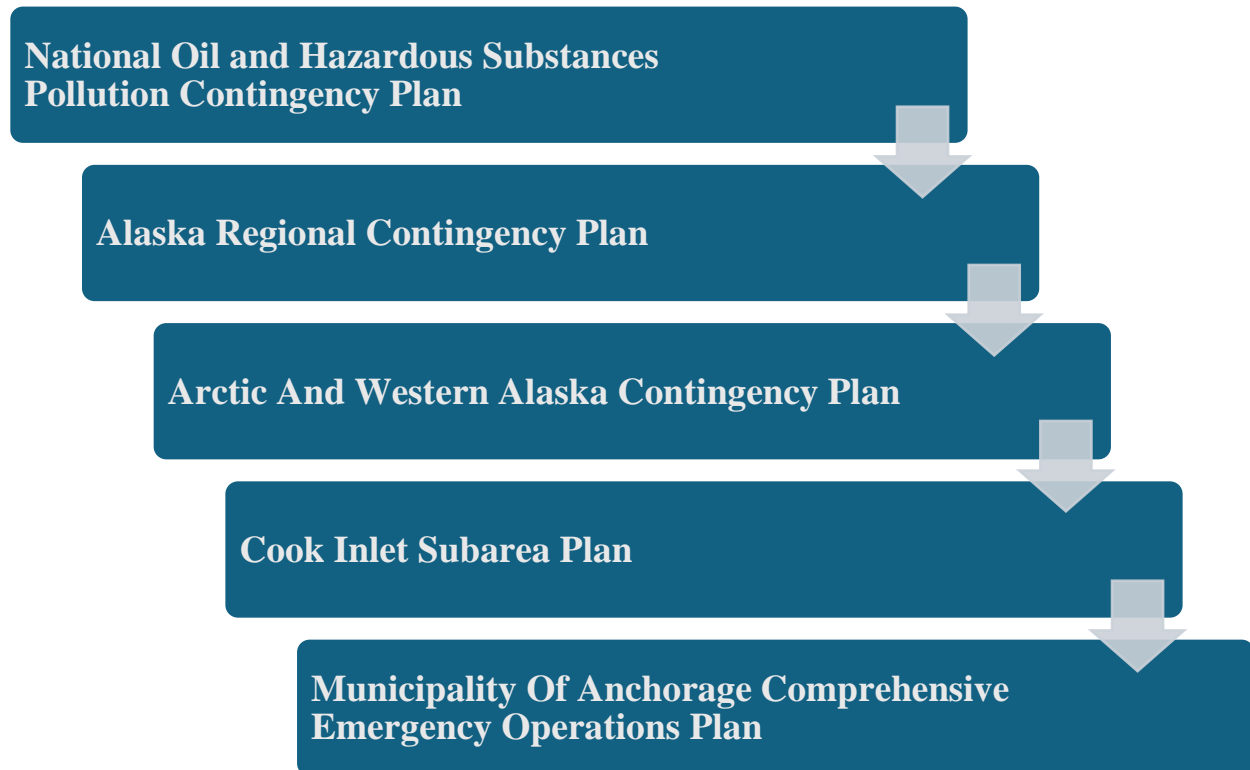 National Oil and Hazardous Substances
Pollution Contingency Plan
Alaska Regional Contingency Plan
Arctic And Western Alaska Contingency Plan
Cook Inlet Subarea Plan
Municipality Of Anchorage Comprehensive
Emergency Operations Plan